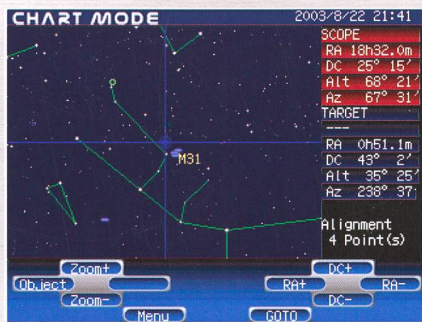 CHART MODE
2003/8/22 21:41
SCOPE
RA 18h32.0m
DC 25° 15'
Alt 68° 21'
Az 67° 31'
TARGET
---
RA 0h51.1m
DC 43° 2'
Alt 35° 25'
Az 238° 37'
M31
Alignment
4 Point(s)
Zoom+
DC+
Object
RA+
RA-
Zoom-
DC-
Menu
GOTO